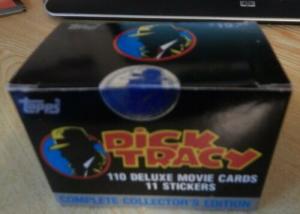 TOPPS
DICK
TRACY
110 DELUXE MOVIE CARDS
11 STICKERS
COMPLETE COLLECTOR'S EDITION